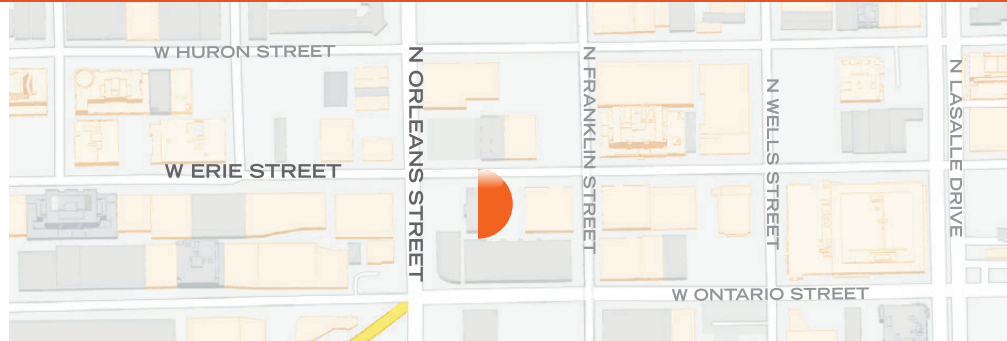 W HURON STREET
N ORLEANS STREET
N FRANKLIN STREET
N WELLS STREET
N LASALLE DRIVE
W ERIE STREET
W ONTARIO STREET